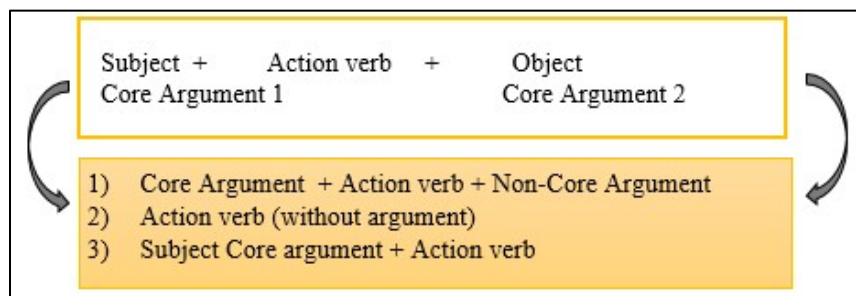 Subject + Action verb + Object
Core Argument 1 Core Argument 2
1) Core Argument + Action verb + Non-Core Argument
2) Action verb (without argument)
3) Subject Core argument + Action verb